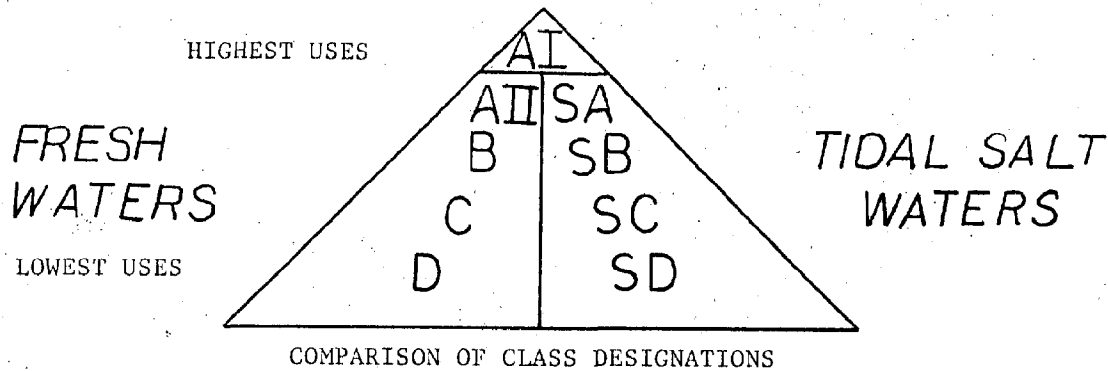 HIGHEST USES
AI
AII SA
B SB
C SC
D SD
FRESH
WATERS
LOWEST USES
TIDAL SALT
WATERS
COMPARISON OF CLASS DESIGNATIONS